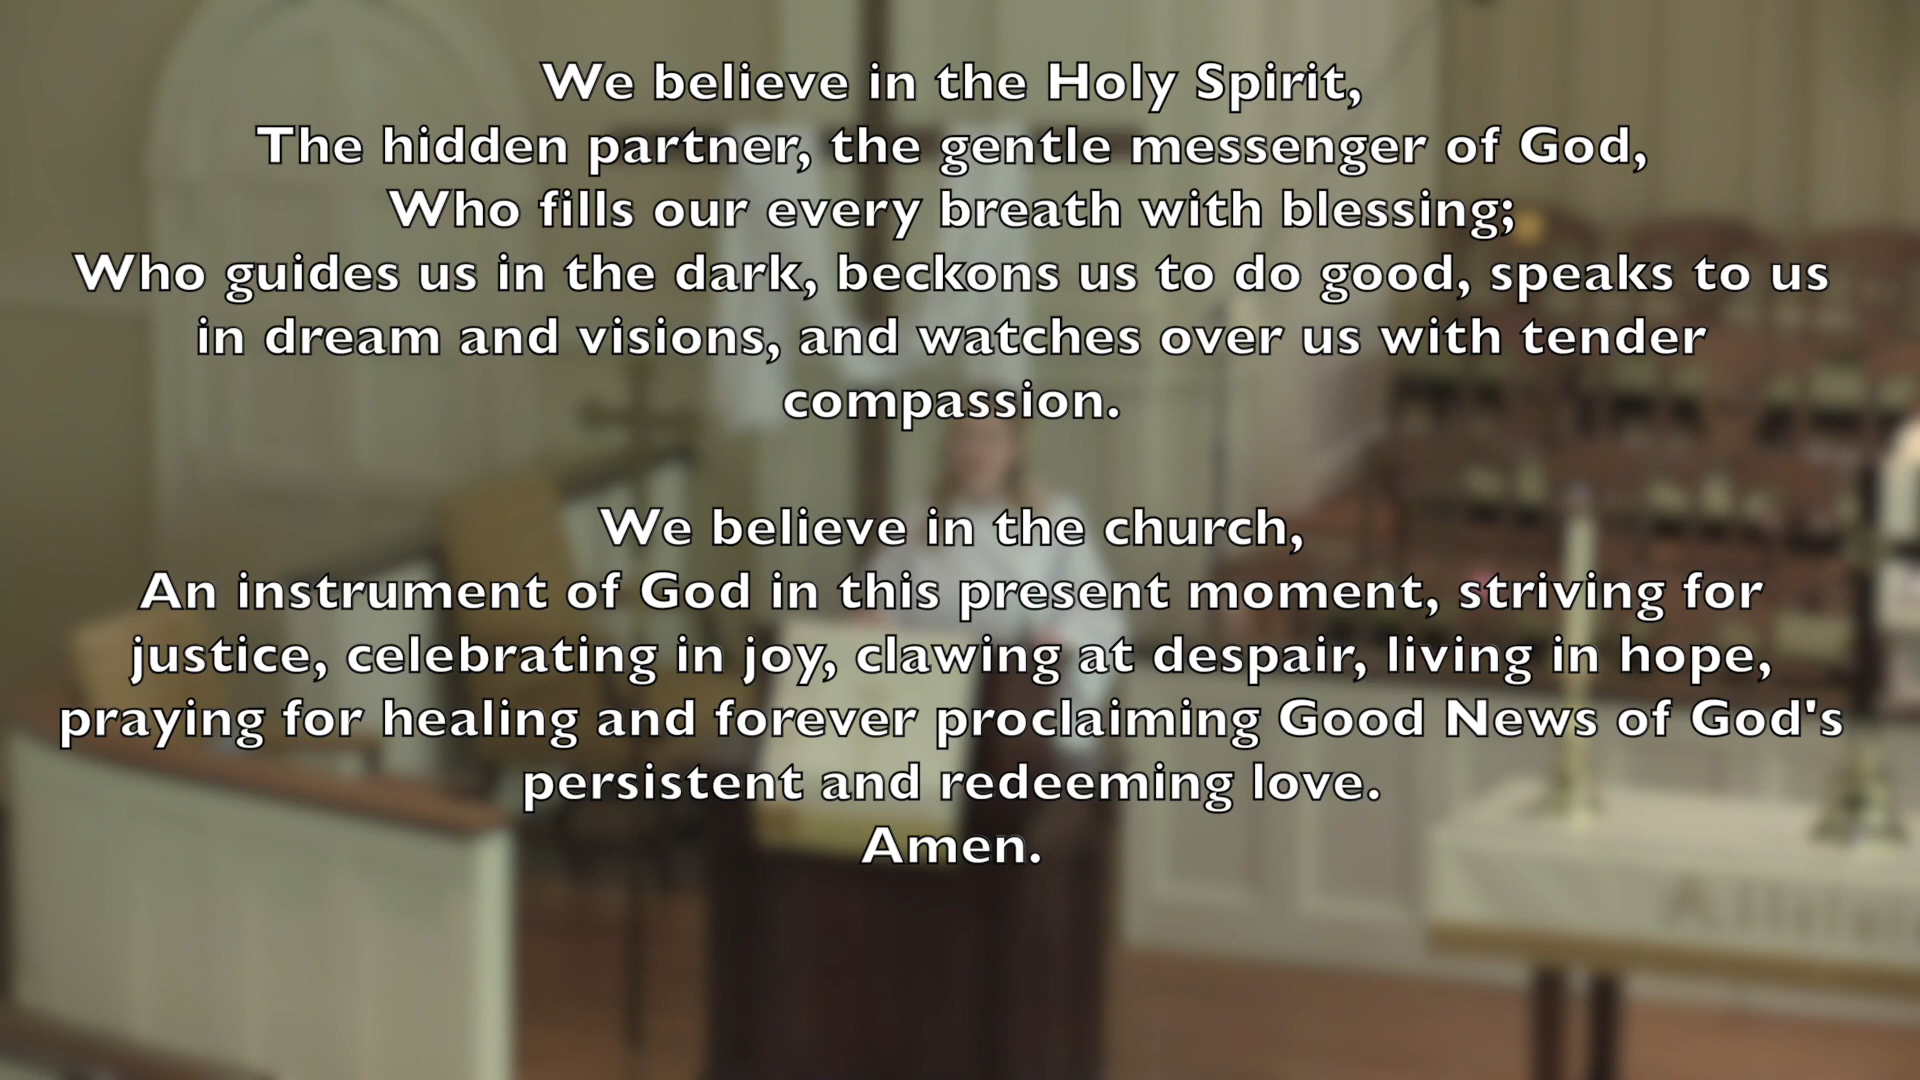 We believe in the Holy Spirit,
The hidden partner, the gentle messenger of God,
Who fills our every breath with blessing;
Who guides us in the dark, beckons us to do good, speaks to us
in dream and visions, and watches over us with tender
compassion.
We believe in the church,
An instrument of God in this present moment, striving for
justice, celebrating in joy, clawing at despair, living in hope,
praying for healing and forever proclaiming Good News of God's
persistent and redeeming love.
Amen.